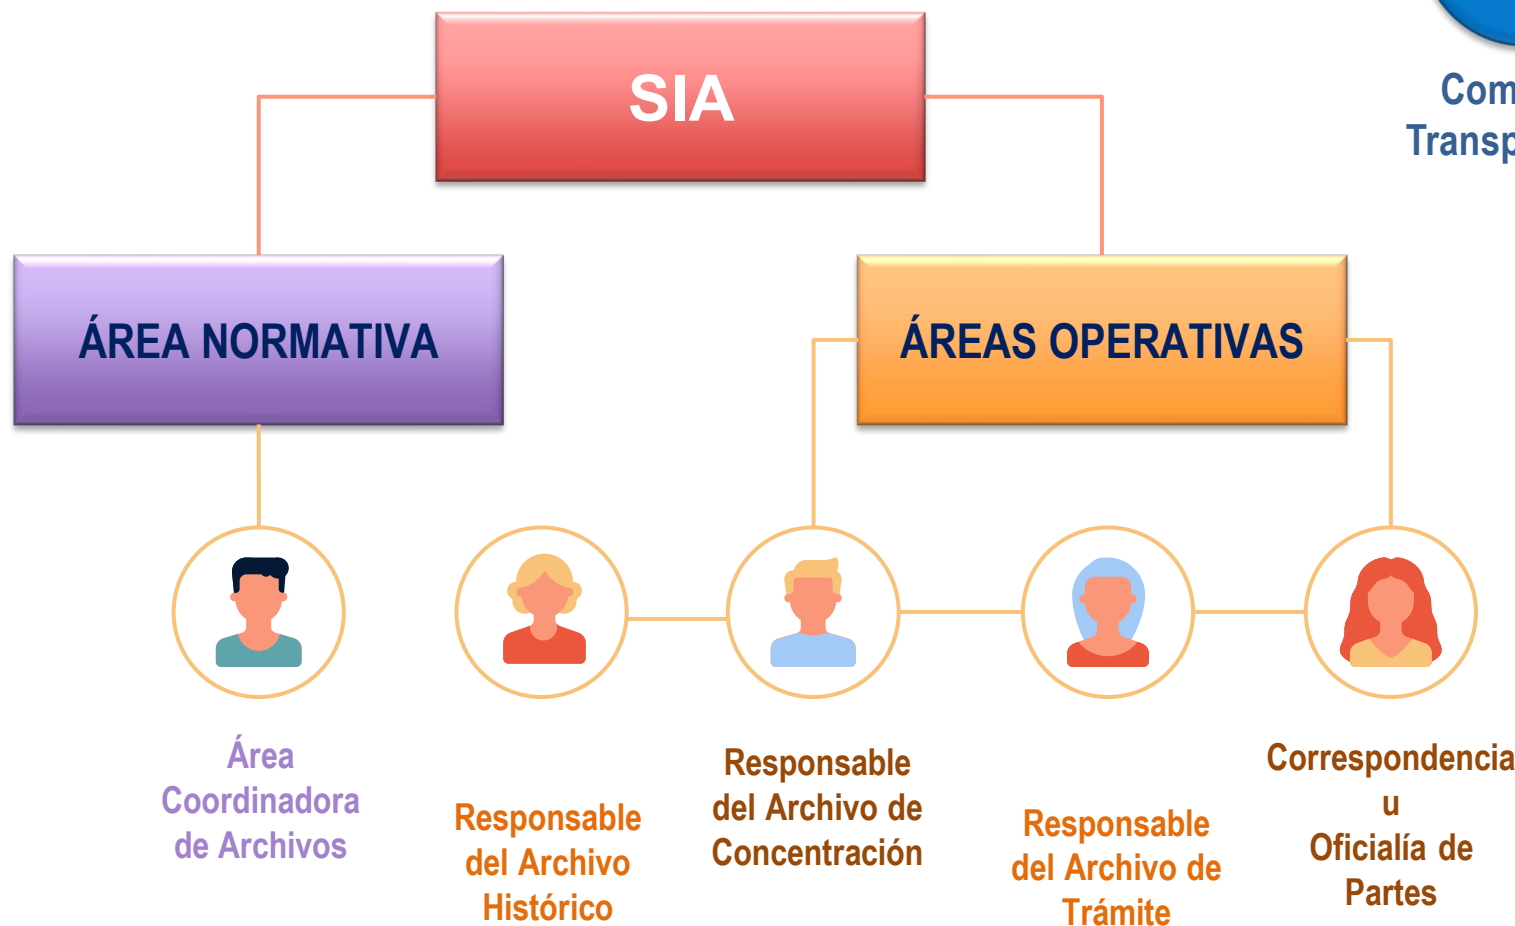 SIA
ÁREA NORMATIVA
ÁREAS OPERATIVAS
Área
Coordinadora
de Archivos
Responsable
del Archivo
Histórico
Responsable
del Archivo de
Concentración
Responsable
del Archivo de
Trámite
Correspondencia
u
Oficialía de
Partes